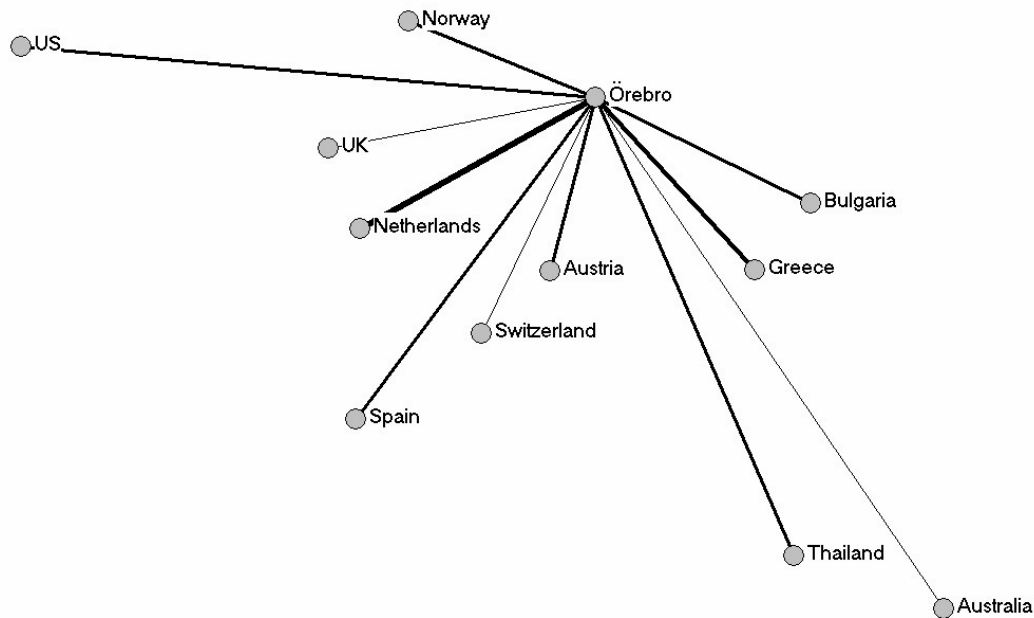 Norway
US
Örebro
UK
Bulgaria
Netherlands
Austria
Greece
Switzerland
Spain
Thailand
Australia